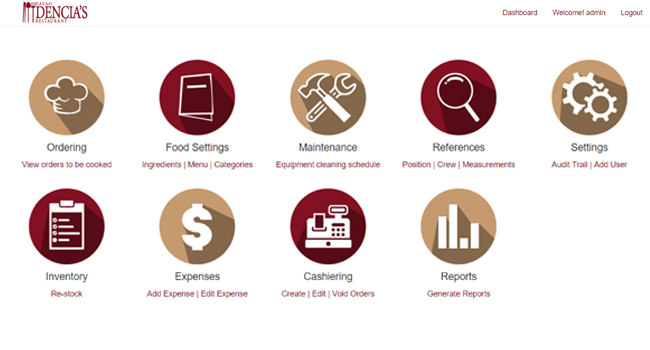 DAVAO
DENCIA'S
RESTAURANT
Dashboard
Welcome! admin
Logout
Ordering
View orders to be cooked
Food Settings
Ingredients | Menu | Categories
Maintenance
Equipment cleaning schedule
References
Position | Crew | Measurements
Settings
Audit Trail | Add User
Inventory
Re-stock
Expenses
Add Expense | Edit Expense
Cashiering
Create | Edit | Void Orders
Reports
Generate Reports